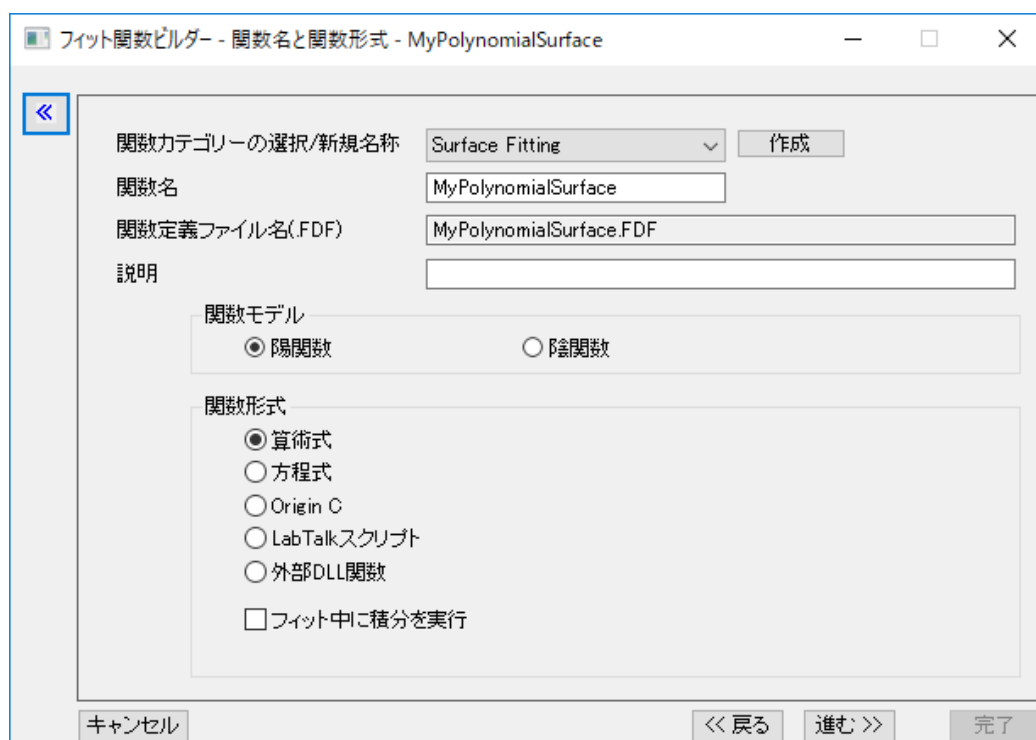 フィット関数ビルダー - 関数名と関数形式 - MyPolynomialSurface
関数カテゴリーの選択/新規名称 Surface Fitting 作成
関数名 MyPolynomialSurface
関数定義ファイル名(.FDF) MyPolynomialSurface.FDF
説明
関数モデル
陽関数 陰関数
関数形式
算術式
方程式
Origin C
LabTalkスクリプト
外部DLL関数
フィット中に積分を実行
キャンセル << 戻る 進む >> 完了